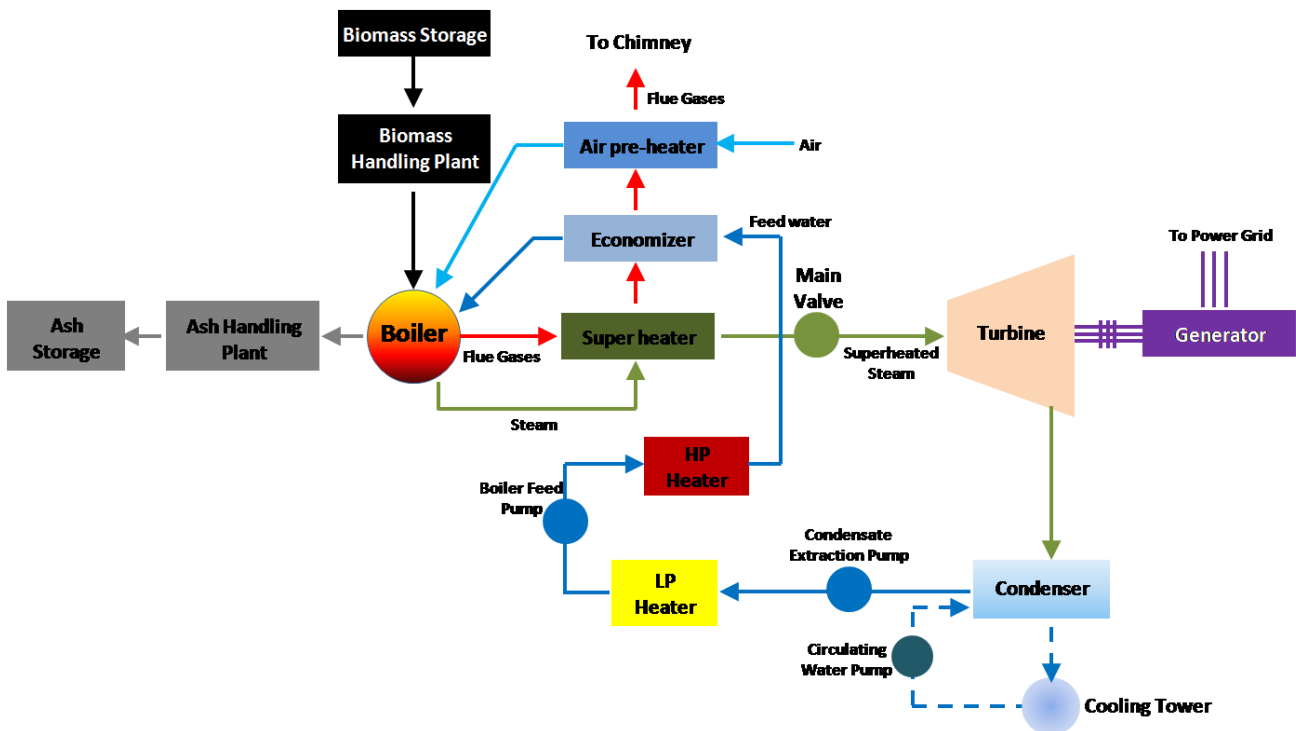 Biomass Storage
To Chimney
Flue Gases
Biomass
Handling Plant
Air pre-heater
Air
Economizer
Feed water
To Power Grid
Main
Valve
Ash
Storage
Ash Handling
Plant
Boiler
Flue Gases
Super heater
Superheated
Steam
Turbine
Generator
Steam
HP
Heater
Boiler Feed
Pump
Condensate
Extraction Pump
LP
Heater
Condenser
Circulating
Water Pump
Cooling Tower